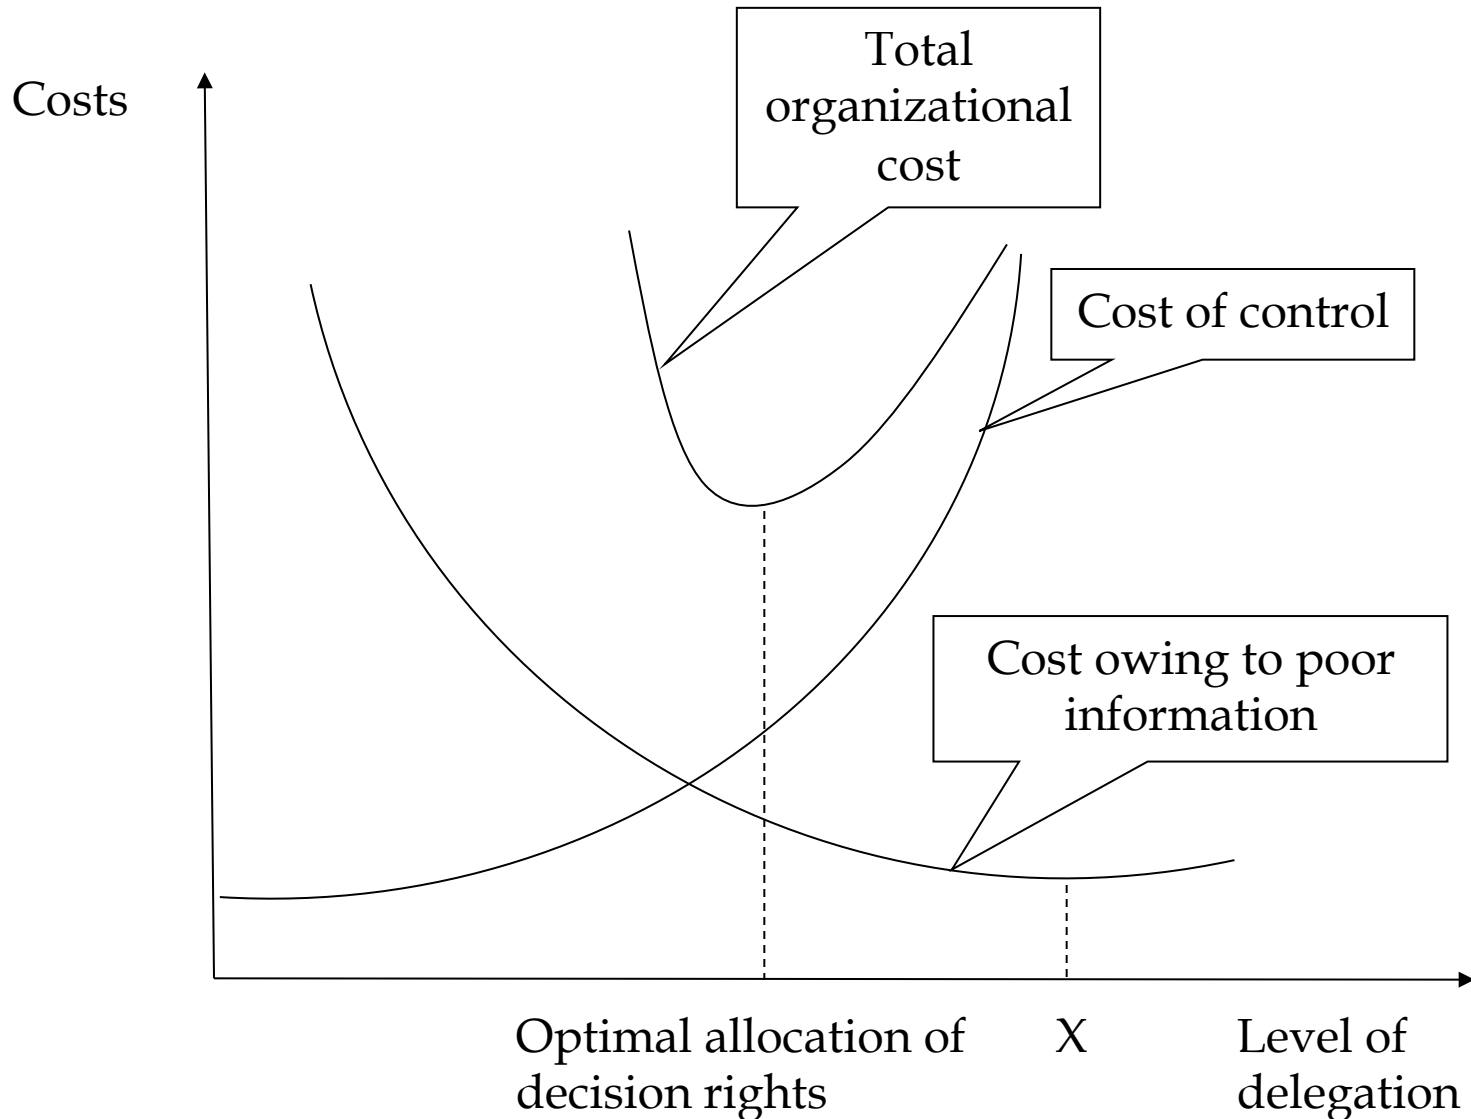 Total
organizational
cost
Costs
Cost of control
Cost owing to poor
information
Optimal allocation of
decision rights
X
Level of
delegation